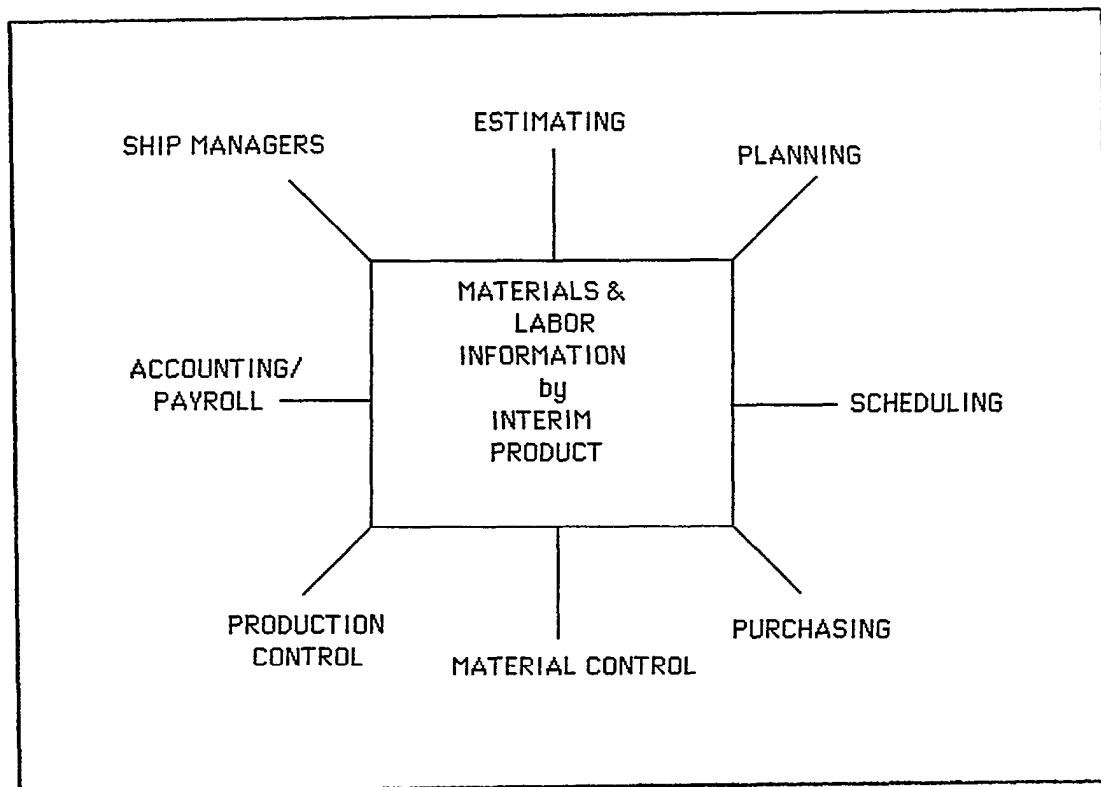 ESTIMATING
SHIP MANAGERS
PLANNING
MATERIALS &
LABOR
INFORMATION
by
INTERIM
PRODUCT
ACCOUNTING/
PAYROLL
SCHEDULING
PRODUCTION
CONTROL
MATERIAL CONTROL
PURCHASING